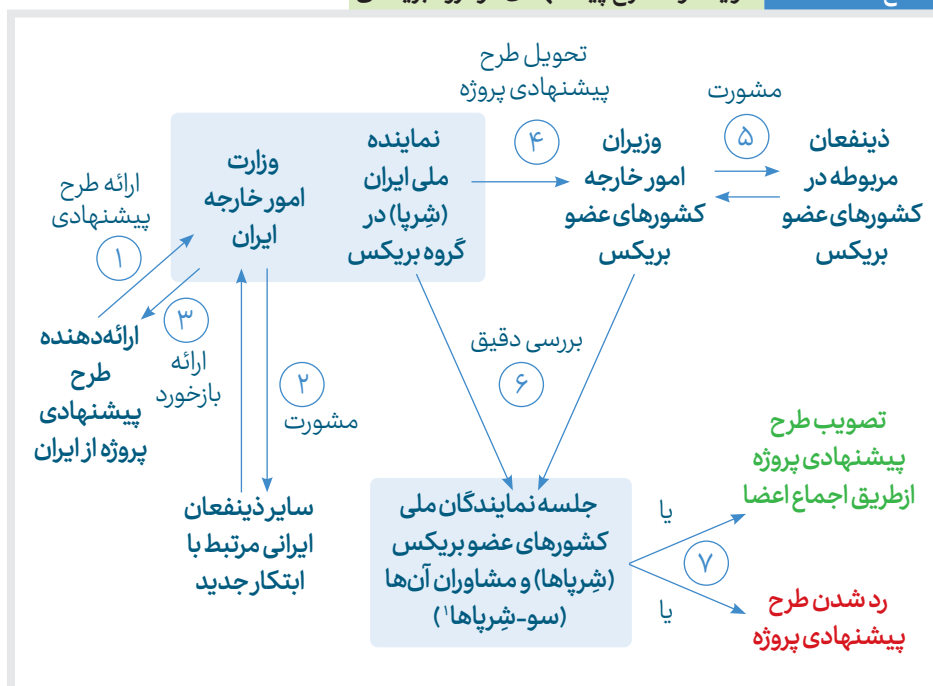 تحویل طرح
پیشنهادی پروژه
۴
مشورت
۵
ذینفعان
مربوطه در
کشورهای عضو
بریکس
وزیران
امور خارجه
کشورهای عضو
بریکس
نماینده
ملی ایران
(شِرپا) در
گروه بریکس
وزارت
امور خارجه
ایران
ارائه طرح
پیشنهادی
۱
ارائه‌دهنده
طرح
پیشنهادی
پروژه از ایران
۳
ارائه
بازخورد
۲
مشورت
سایر ذینفعان
ایرانی مرتبط با
ابتکار جدید
بررسی دقیق
۶
جلسه نمایندگان ملی
کشورهای عضو بریکس
(شِرپاها) و مشاوران آن‌ها
(سو-شِرپاها۱)
یا
۷
یا
تصویب طرح
پیشنهادی پروژه
ازطریق اجماع اعضا
رد شدن طرح
پیشنهادی پروژه